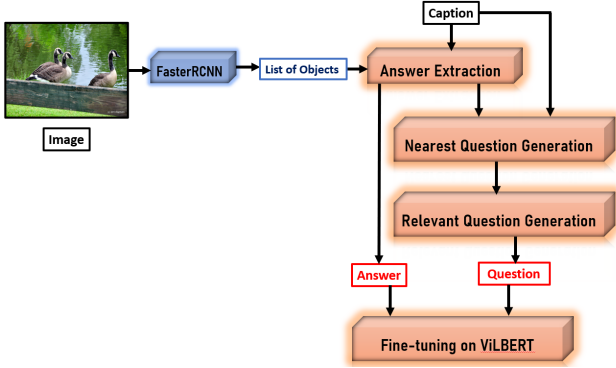 Caption
FasterRCNN
List of Objects
Answer Extraction
Image
Nearest Question Generation
Relevant Question Generation
Answer
Question
Fine-tuning on ViLBERT